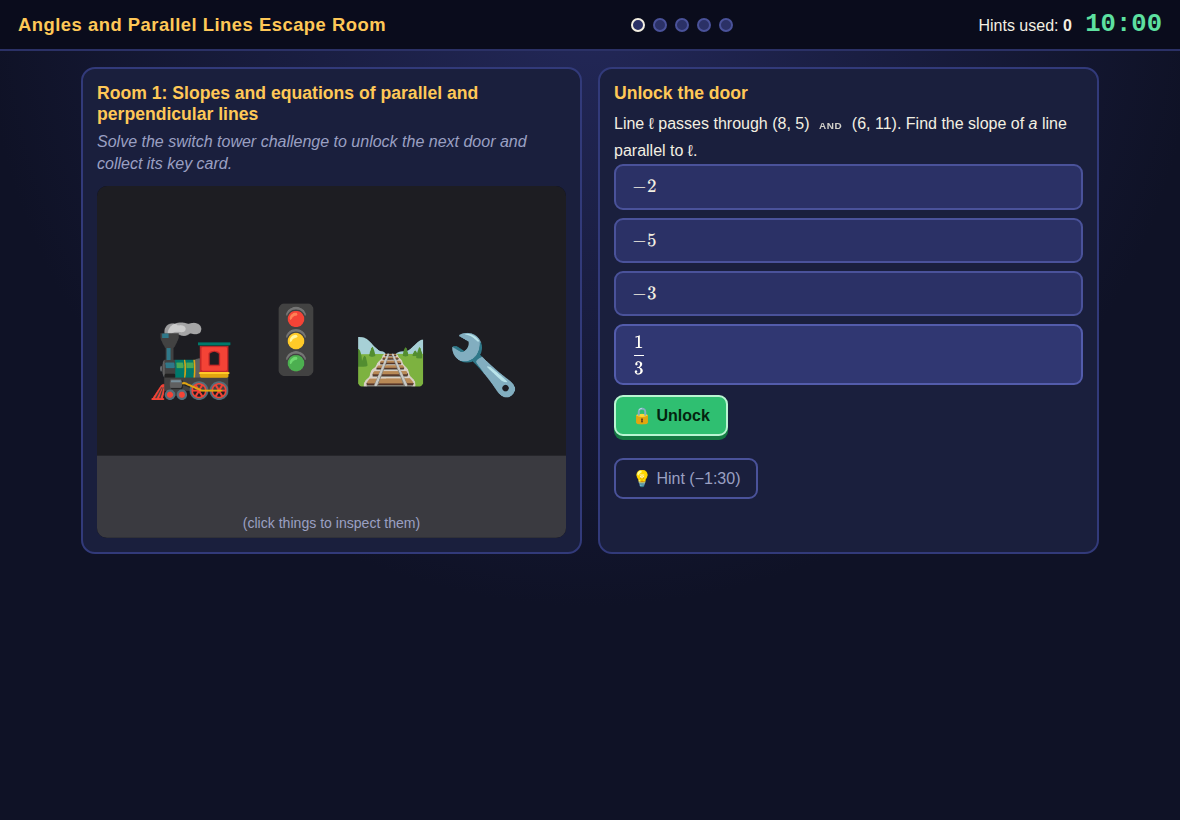 Angles and Parallel Lines Escape Room
Hints used: 0 10:00
Room 1: Slopes and equations of parallel and
perpendicular lines
Solve the switch tower challenge to unlock the next door and
collect its key card.
(click things to inspect them)
Unlock the door
Line ℓ passes through (8, 5) AND (6, 11). Find the slope of a line
parallel to ℓ.
−2
−5
−3
1
3
🔒 Unlock
💡 Hint (−1:30)